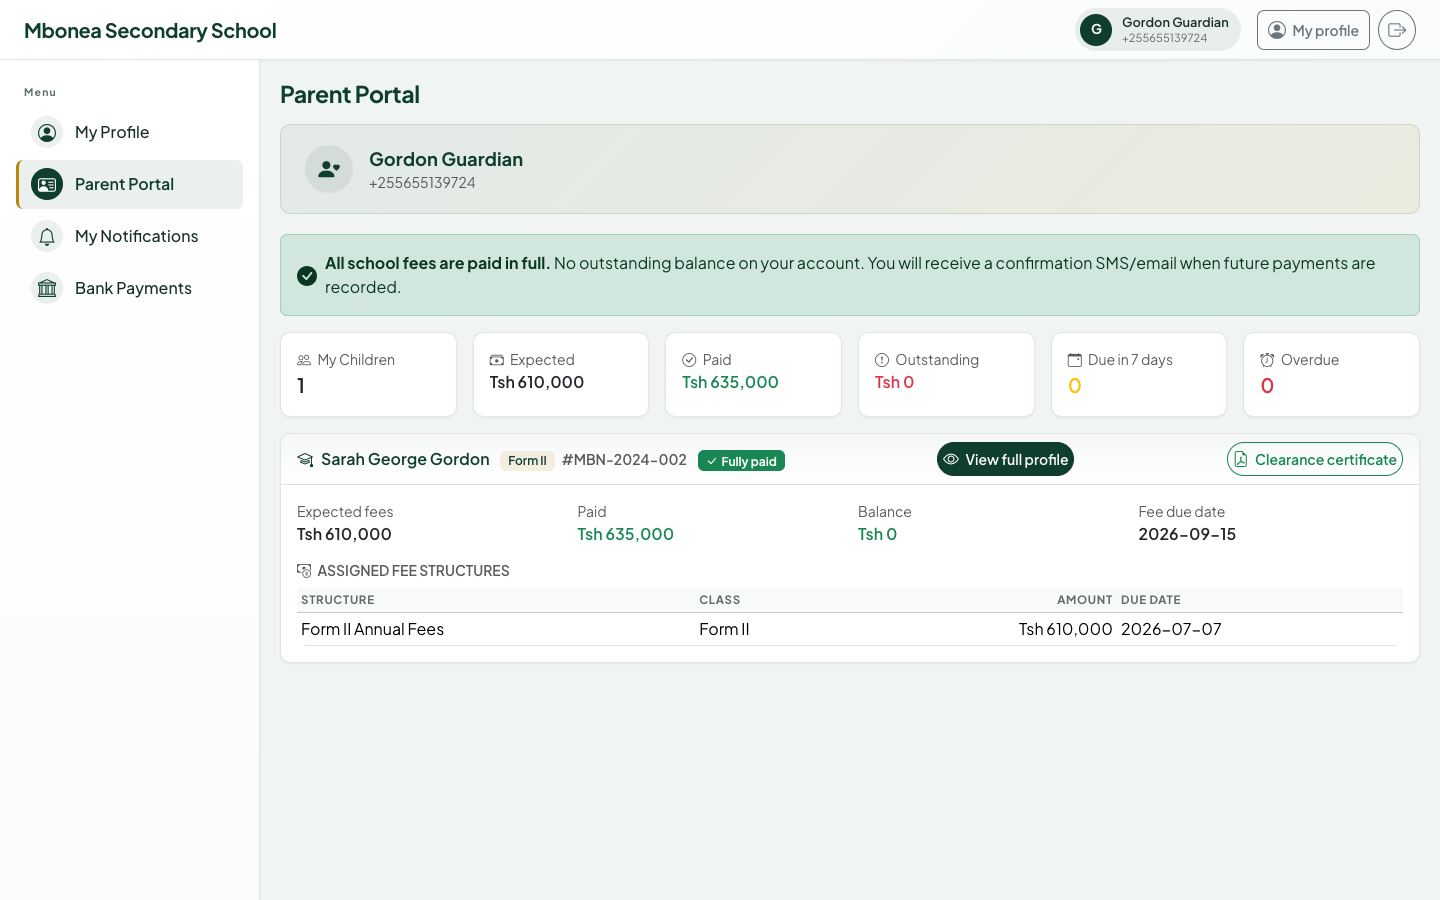 Mbonea Secondary School
G
Gordon Guardian
+255655139724
My profile
Menu
My Profile
Parent Portal
My Notifications
Bank Payments
Parent Portal
Gordon Guardian
+255655139724
All school fees are paid in full. No outstanding balance on your account. You will receive a confirmation SMS/email when future payments are
recorded.
My Children
1
Expected
Tsh 610,000
Paid
Tsh 635,000
Outstanding
Tsh 0
Due in 7 days
0
Overdue
0
Sarah George Gordon Form II #MBN-2024-002 Fully paid
View full profile
Clearance certificate
Expected fees
Tsh 610,000
Paid
Tsh 635,000
Balance
Tsh 0
Fee due date
2026-09-15
ASSIGNED FEE STRUCTURES
STRUCTURE CLASS AMOUNT DUE DATE
Form II Annual Fees Form II Tsh 610,000 2026-07-07